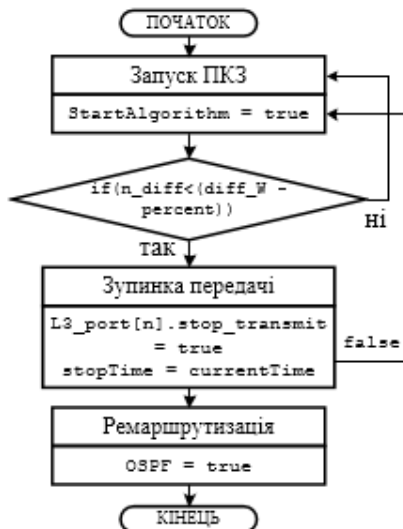 ПОЧАТОК
Запуск ПКЗ
StartAlgorithm = true
if(n_diff<(diff_W -
percent))
ні
так
Зупинка передачі
L3_port[n].stop_transmit
= true
stopTime = currentTime
false
Ремаршрутизація
OSPF = true
КІНЕЦЬ